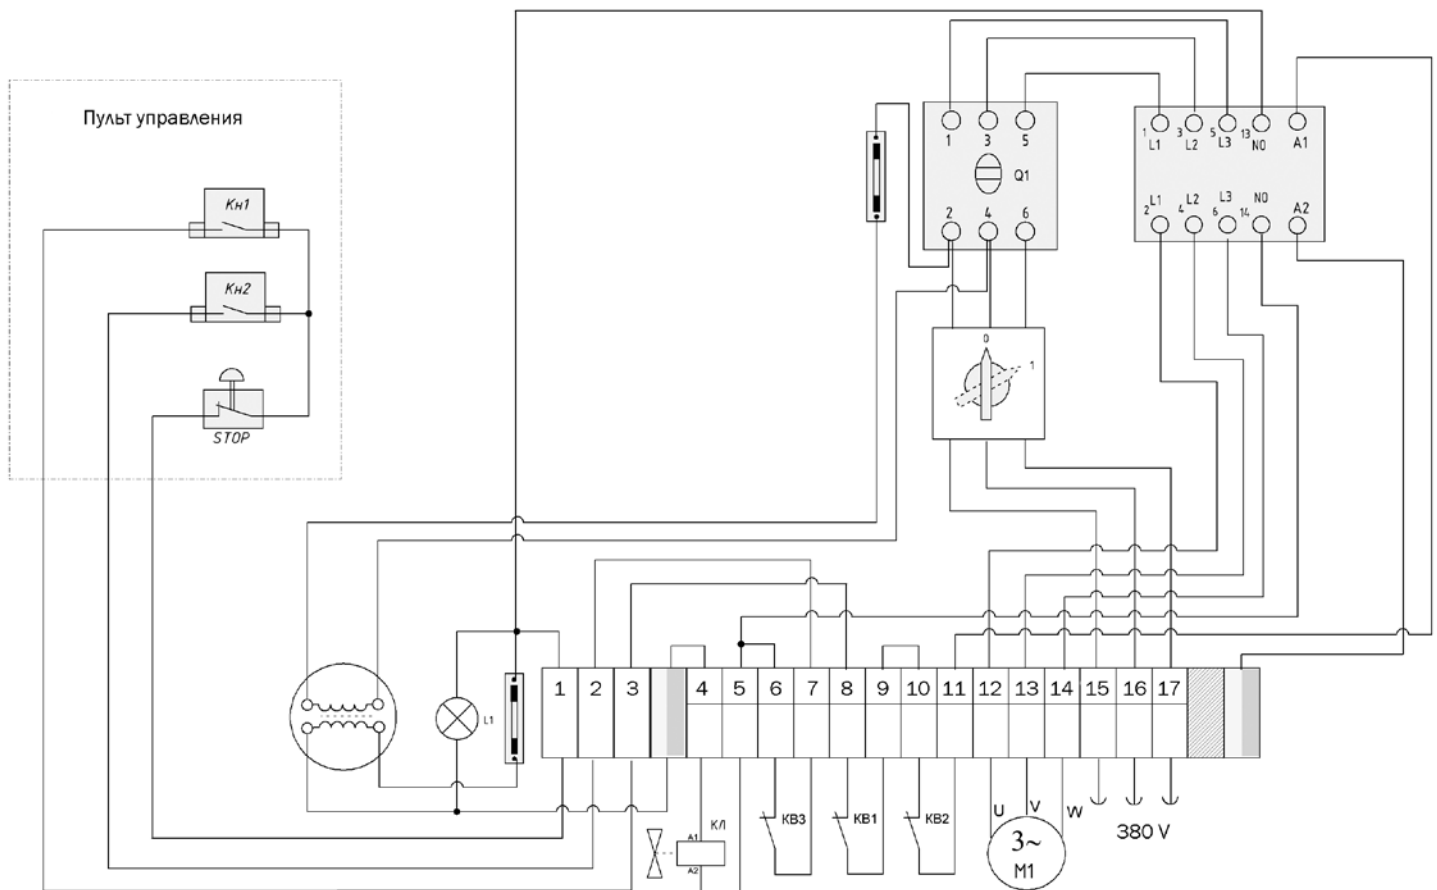 Пульт управления
Кн1
Кн2
STOP
1 3 5
Q1
2 4 6
1 L1 3 L2 5 L3 13 NO A1
2 L1 4 L2 6 L3 14 NO A2
0
1
L1
1 2 3 4 5 6 7 8 9 10 11 12 13 14 15 16 17
A1
КЛ
A2
КВ3
КВ1
КВ2
U V W
3~
М1
380 V